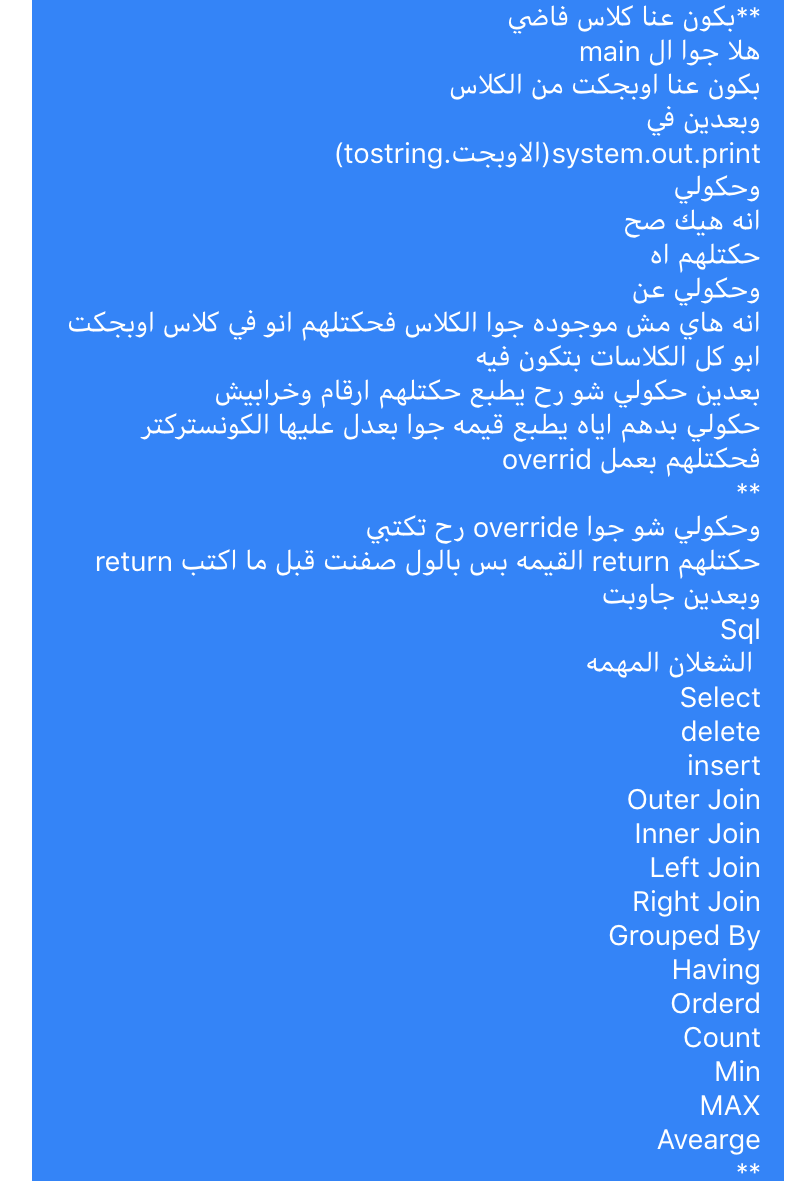 **بكون عنا كلاس فاضي
هلا جوا ال main
بكون عنا اوبجكت من الكلاس
وبعدين في
system.out.print(الاوبجت.tostring)
وحكولي
انه هيك صح
حكتلهم اه
وحكولي عن
انه هاي مش موجوده جوا الكلاس فحكتلهم انو في كلاس اوبجكت
ابو كل الكلاسات بتكون فيه
بعدين حكولي شو رح يطبع حكتلهم ارقام وخرابيش
حكولي بدهم اياه يطبع قيمه جوا بعدل عليها الكونستركتر
فحكتلهم بعمل overrid
**
وحكولي شو جوا override رح تكتبي
حكتلهم return القيمه بس بالول صفنت قبل ما اكتب return
وبعدين جاوبت
Sql
الشغلان المهمه
Select
delete
insert
Outer Join
Inner Join
Left Join
Right Join
Grouped By
Having
Orderd
Count
Min
MAX
Avearge
**